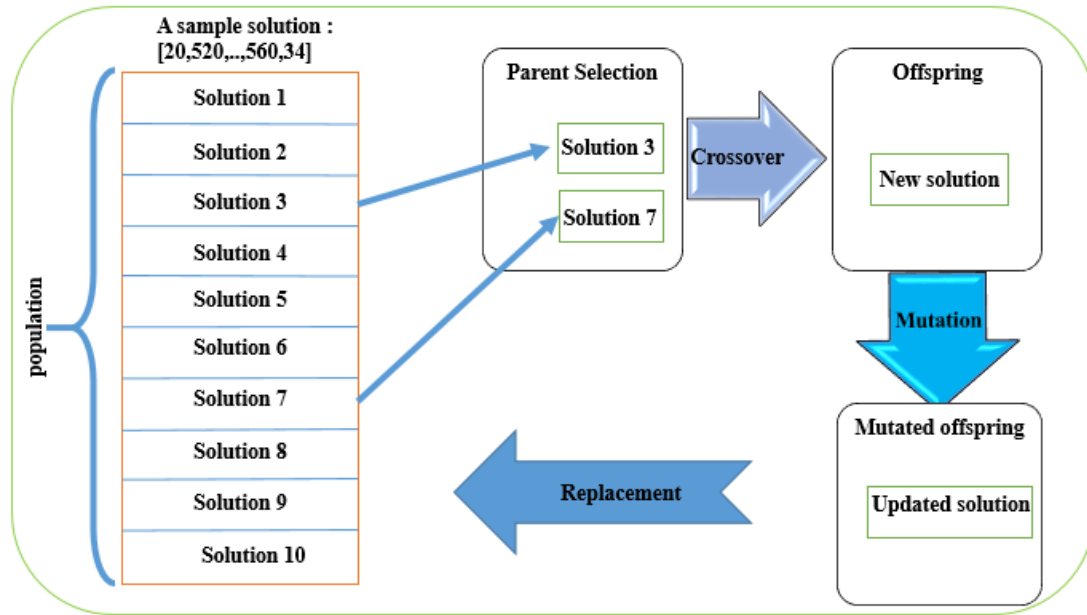 A sample solution :
[20,520,..,560,34]
population
Solution 1
Solution 2
Solution 3
Solution 4
Solution 5
Solution 6
Solution 7
Solution 8
Solution 9
Solution 10
Parent Selection
Solution 3
Solution 7
Crossover
Offspring
New solution
Mutation
Mutated offspring
Updated solution
Replacement